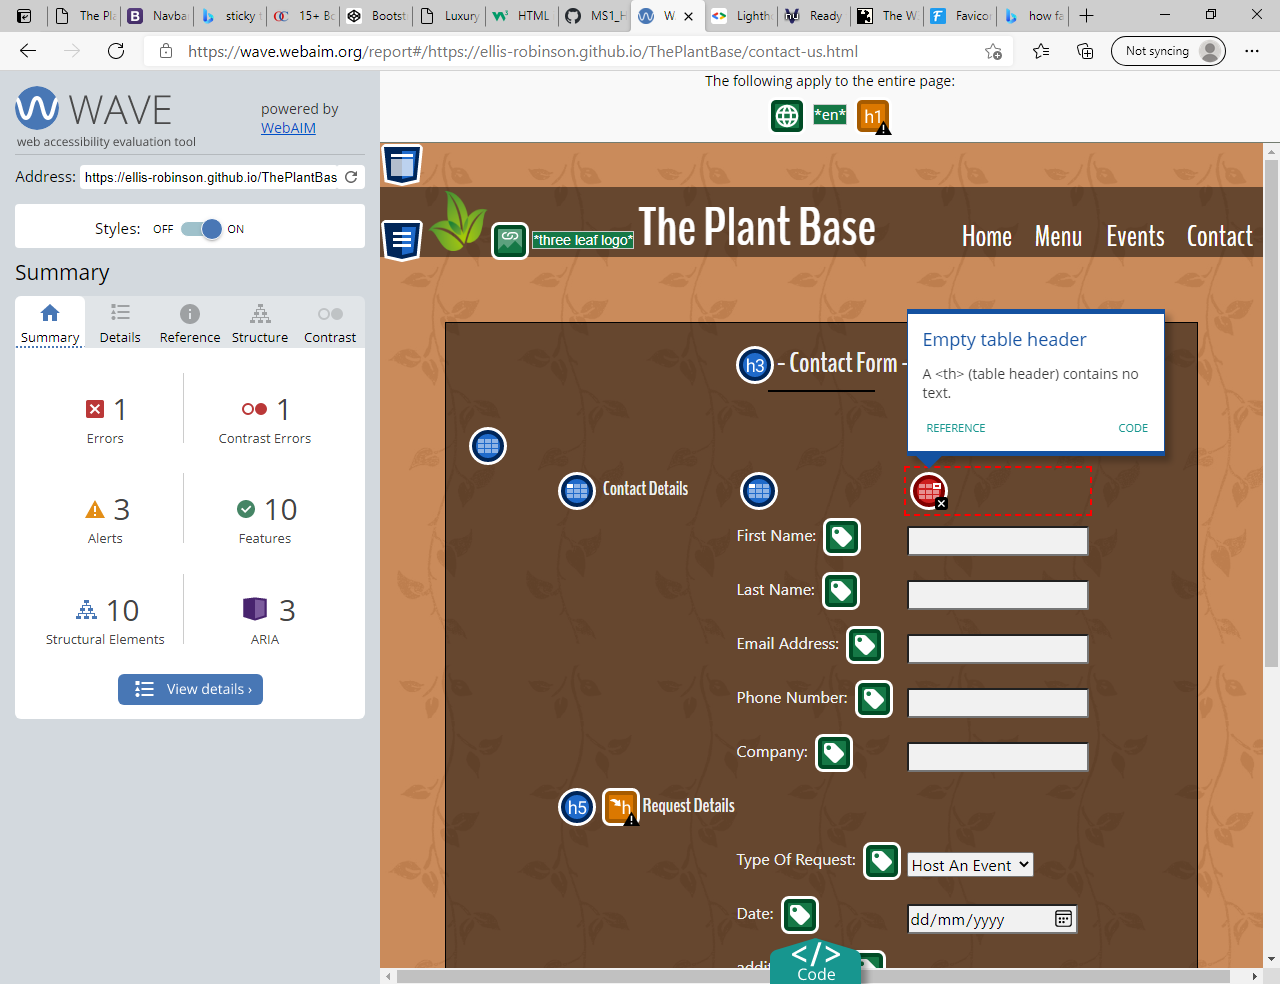 The Pl
Navba
sticky
15+ Bo
Bootst
Luxury
HTML
MS1_H
W
Lighth
Ready
The W
Favico
how fa
https://wave.webaim.org/report#/https://ellis-robinson.github.io/ThePlantBase/contact-us.html
Not syncing
WAVE
web accessibility evaluation tool
powered by
WebAIM
Address: https://ellis-robinson.github.io/ThePlantBas
Styles: OFF ON
Summary
Summary Details Reference Structure Contrast
1
Errors
1
Contrast Errors
3
Alerts
10
Features
10
Structural Elements
3
ARIA
View details ›
The following apply to the entire page:
*en* h1
*three leaf logo* The Plant Base
Home Menu Events Contact
h3 - Contact Form -
Empty table header
A <th> (table header) contains no
text.
REFERENCE CODE
Contact Details
First Name:
Last Name:
Email Address:
Phone Number:
Company:
h5 h Request Details
Type Of Request: Host An Event
Date: dd/mm/yyyy
</>
Code